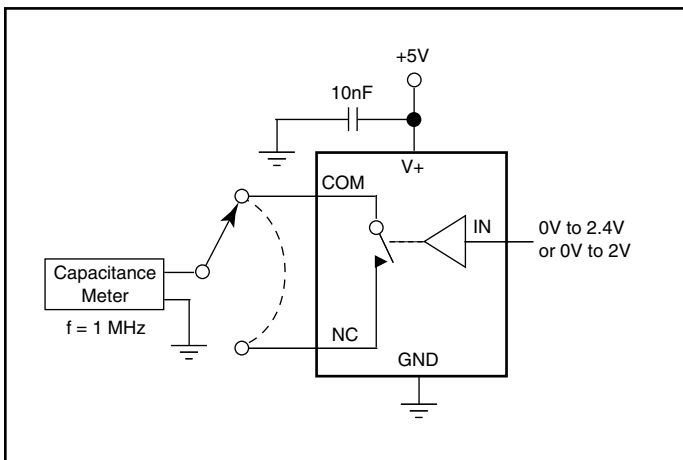 +5V
10nF
V+
COM
IN
0V to 2.4V
or 0V to 2V
Capacitance
Meter
f = 1 MHz
NC
GND